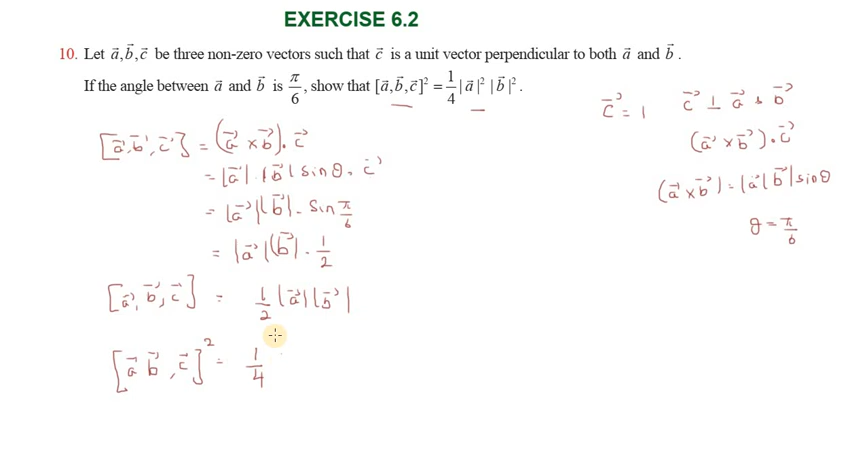 EXERCISE 6.2
10. Let a⃗, b⃗, c⃗ be three non-zero vectors such that c⃗ is a unit vector perpendicular to both a⃗ and b⃗.
If the angle between a⃗ and b⃗ is π/6, show that [a⃗, b⃗, c⃗]² = 1/4 |a⃗|² |b⃗|².
[a⃗, b⃗, c⃗] = (a⃗ × b⃗) · c⃗
= |a⃗| · |b⃗| sin θ · c⃗
= |a⃗| |b⃗| · sin π/6
= |a⃗| |b⃗| · 1/2
[a⃗, b⃗, c⃗] = 1/2 |a⃗| |b⃗|
[a⃗ b⃗, c⃗]² = 1/4
c⃗ = 1 c⃗ ⊥ a⃗ & b⃗
(a⃗ × b⃗) · c⃗
(a⃗ × b⃗) = |a⃗| |b⃗| sin θ
θ = π/6